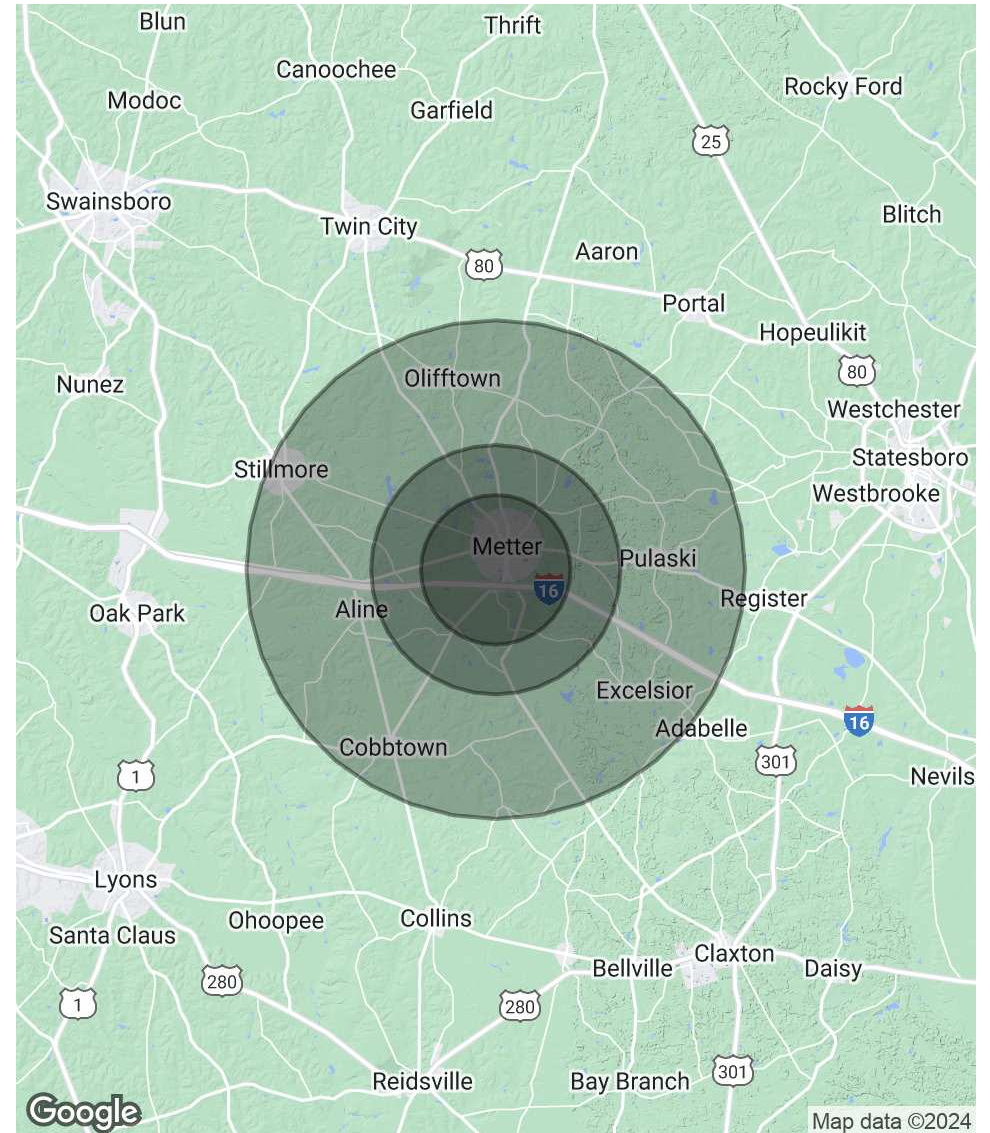 Blun
Thrift
Canoochee
Rocky Ford
Modoc
Garfield
25
Swainsboro
Blitch
Twin City
Aaron
80
Portal
Hopeulikit
80
Olifftown
Nunez
Westchester
Statesboro
Stillmore
Westbrooke
Metter
Pulaski
16
Register
Aline
Oak Park
Excelsior
16
Adabelle
Cobbtown
301
1
Nevils
Lyons
Ohoopee
Collins
Santa Claus
Claxton
Bellville
Daisy
280
1
280
301
Reidsville
Bay Branch
Google
Map data ©2024